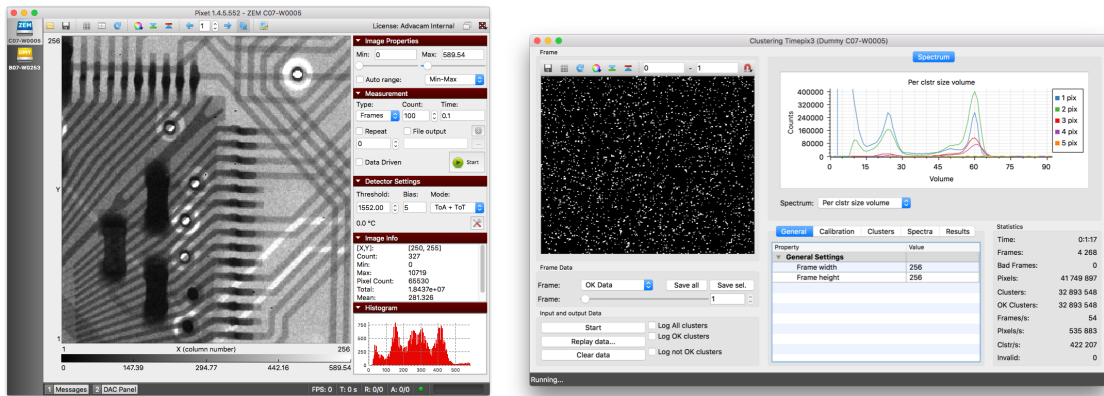 Pixet 1.4.5.552 - ZEM C07-W0005
License: Advacam Internal
ZEM
C07-W0005
B07-W0253
256
Y
1
1 X (column number) 256
0 147.39 294.77 442.16 589.54
Image Properties
Min: 0 Max: 589.54
Auto range: Min-Max
Measurement
Type: Count: Time:
Frames 100 0.1
Repeat File output
0
Data Driven Start
Detector Settings
Threshold: Bias: Mode:
1552.00 5 ToA + ToT
0.0 °C
Image Info
[X,Y]: [250, 255]
Count: 327
Min: 0
Max: 10719
Pixel Count: 65530
Total: 1.8437e+07
Mean: 281.326
Histogram
750
500
250
0
0 100 200 300 400 500
1 Messages 2 DAC Panel
FPS: 0 T: 0 s R: 0/0 A: 0/0
Clustering Timepix3 (Dummy C07-W0005)
Frame
0 - 1
Frame Data
Frame: OK Data Save all Save sel.
Frame: 1
Input and output Data
Start
Replay data...
Clear data
Log All clusters
Log OK clusters
Log not OK clusters
Running...
Spectrum
Per clstr size volume
Counts
400000
320000
240000
160000
80000
0
0 15 30 45 60 75 90
Volume
1 pix
2 pix
3 pix
4 pix
5 pix
Spectrum: Per clstr size volume
General Calibration Clusters Spectra Results
Property Value
General Settings
Frame width 256
Frame height 256
Statistics
Time: 0:1:17
Frames: 4 268
Bad Frames: 0
Pixels: 41 749 897
Clusters: 32 893 548
OK Clusters: 32 893 548
Frames/s: 54
Pixels/s: 535 883
Clstr/s: 422 207
Invalid: 0